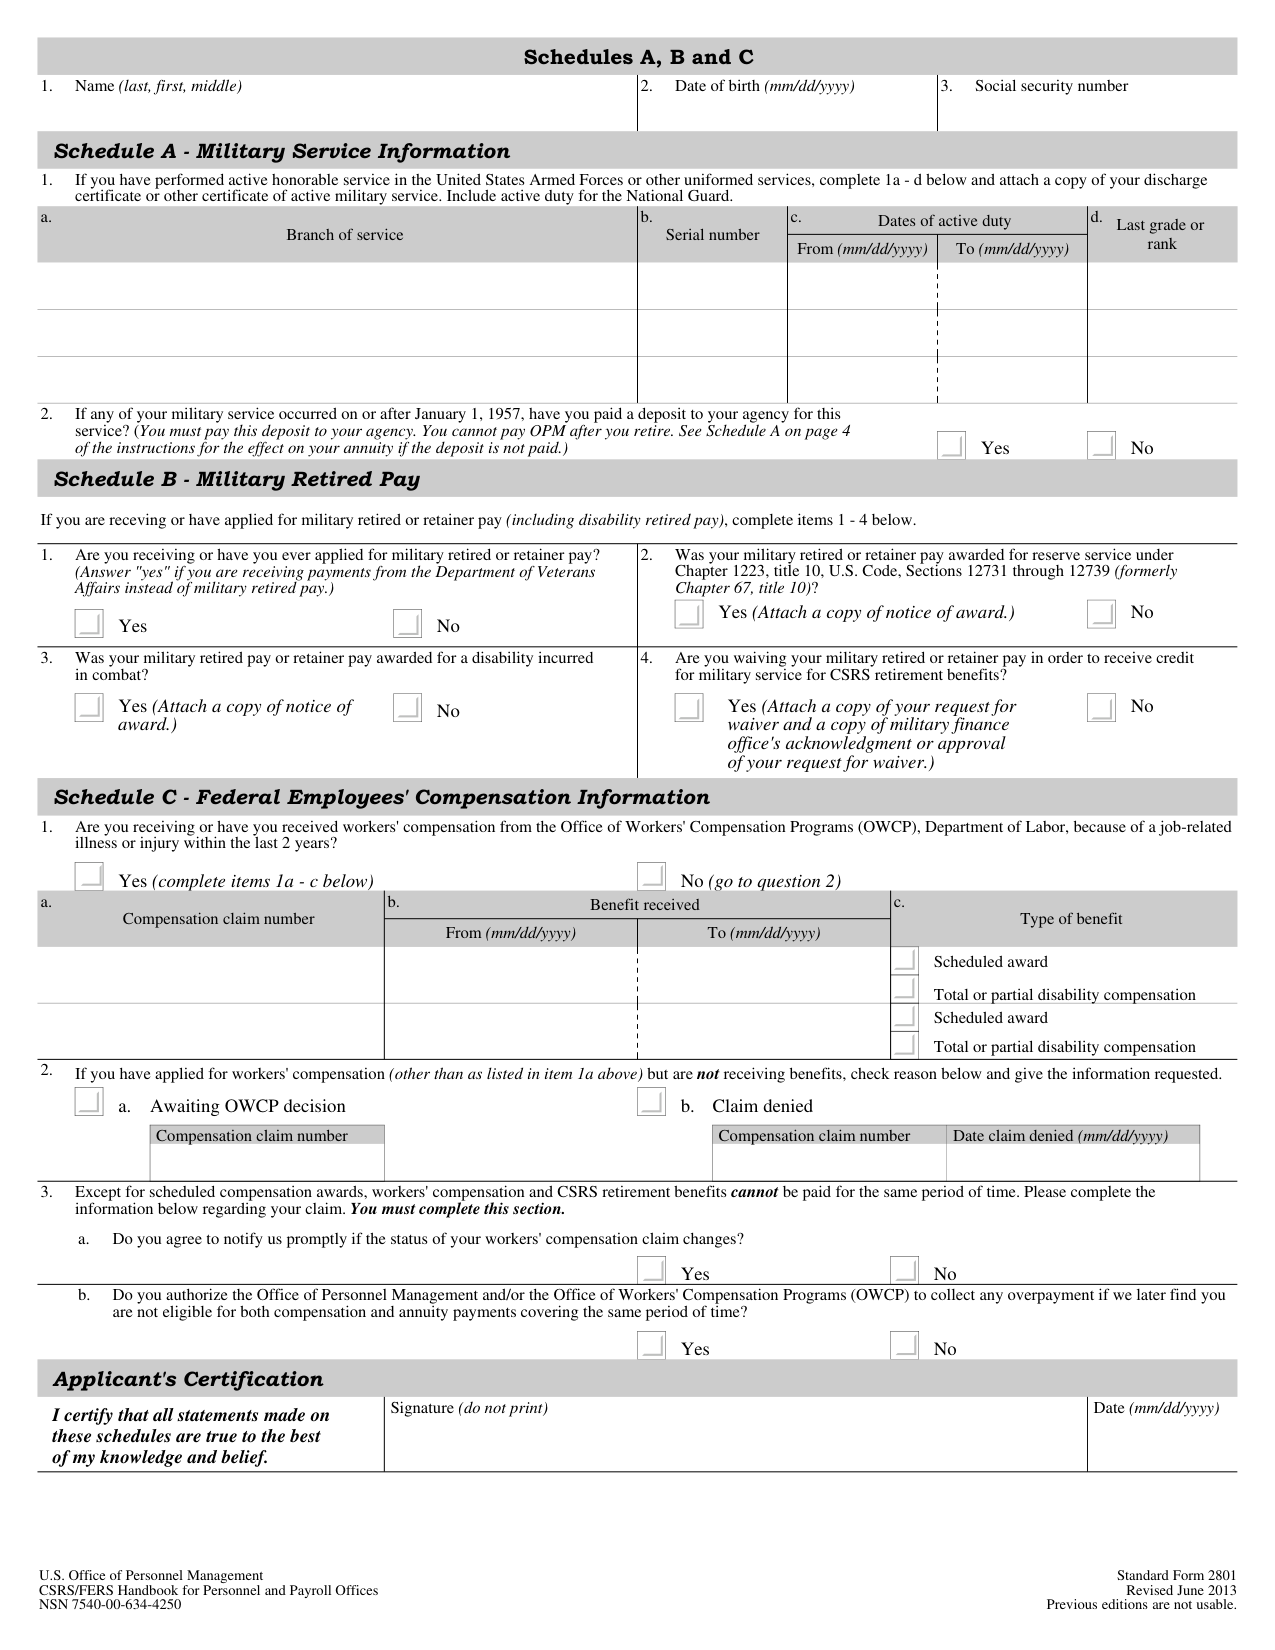 Schedules A, B and C
1. Name (last, first, middle)
2. Date of birth (mm/dd/yyyy)
3. Social security number
Schedule A - Military Service Information
1. If you have performed active honorable service in the United States Armed Forces or other uniformed services, complete 1a - d below and attach a copy of your discharge
certificate or other certificate of active military service. Include active duty for the National Guard.
a. Branch of service
b. Serial number
c. Dates of active duty
From (mm/dd/yyyy)
To (mm/dd/yyyy)
d. Last grade or
rank
2. If any of your military service occurred on or after January 1, 1957, have you paid a deposit to your agency for this
service? (You must pay this deposit to your agency. You cannot pay OPM after you retire. See Schedule A on page 4
of the instructions for the effect on your annuity if the deposit is not paid.)
Yes
No
Schedule B - Military Retired Pay
If you are receving or have applied for military retired or retainer pay (including disability retired pay), complete items 1 - 4 below.
1. Are you receiving or have you ever applied for military retired or retainer pay?
(Answer "yes" if you are receiving payments from the Department of Veterans
Affairs instead of military retired pay.)
Yes
No
2. Was your military retired or retainer pay awarded for reserve service under
Chapter 1223, title 10, U.S. Code, Sections 12731 through 12739 (formerly
Chapter 67, title 10)?
Yes (Attach a copy of notice of award.)
No
3. Was your military retired pay or retainer pay awarded for a disability incurred
in combat?
Yes (Attach a copy of notice of
award.)
No
4. Are you waiving your military retired or retainer pay in order to receive credit
for military service for CSRS retirement benefits?
Yes (Attach a copy of your request for
waiver and a copy of military finance
office's acknowledgment or approval
of your request for waiver.)
No
Schedule C - Federal Employees' Compensation Information
1. Are you receiving or have you received workers' compensation from the Office of Workers' Compensation Programs (OWCP), Department of Labor, because of a job-related
illness or injury within the last 2 years?
Yes (complete items 1a - c below)
No (go to question 2)
a. Compensation claim number
b. Benefit received
From (mm/dd/yyyy)
To (mm/dd/yyyy)
c. Type of benefit
Scheduled award
Total or partial disability compensation
Scheduled award
Total or partial disability compensation
2. If you have applied for workers' compensation (other than as listed in item 1a above) but are not receiving benefits, check reason below and give the information requested.
a. Awaiting OWCP decision
b. Claim denied
Compensation claim number
Compensation claim number
Date claim denied (mm/dd/yyyy)
3. Except for scheduled compensation awards, workers' compensation and CSRS retirement benefits cannot be paid for the same period of time. Please complete the
information below regarding your claim. You must complete this section.
a. Do you agree to notify us promptly if the status of your workers' compensation claim changes?
Yes
No
b. Do you authorize the Office of Personnel Management and/or the Office of Workers' Compensation Programs (OWCP) to collect any overpayment if we later find you
are not eligible for both compensation and annuity payments covering the same period of time?
Yes
No
Applicant's Certification
I certify that all statements made on
these schedules are true to the best
of my knowledge and belief.
Signature (do not print)
Date (mm/dd/yyyy)
U.S. Office of Personnel Management
CSRS/FERS Handbook for Personnel and Payroll Offices
NSN 7540-00-634-4250
Standard Form 2801
Revised June 2013
Previous editions are not usable.